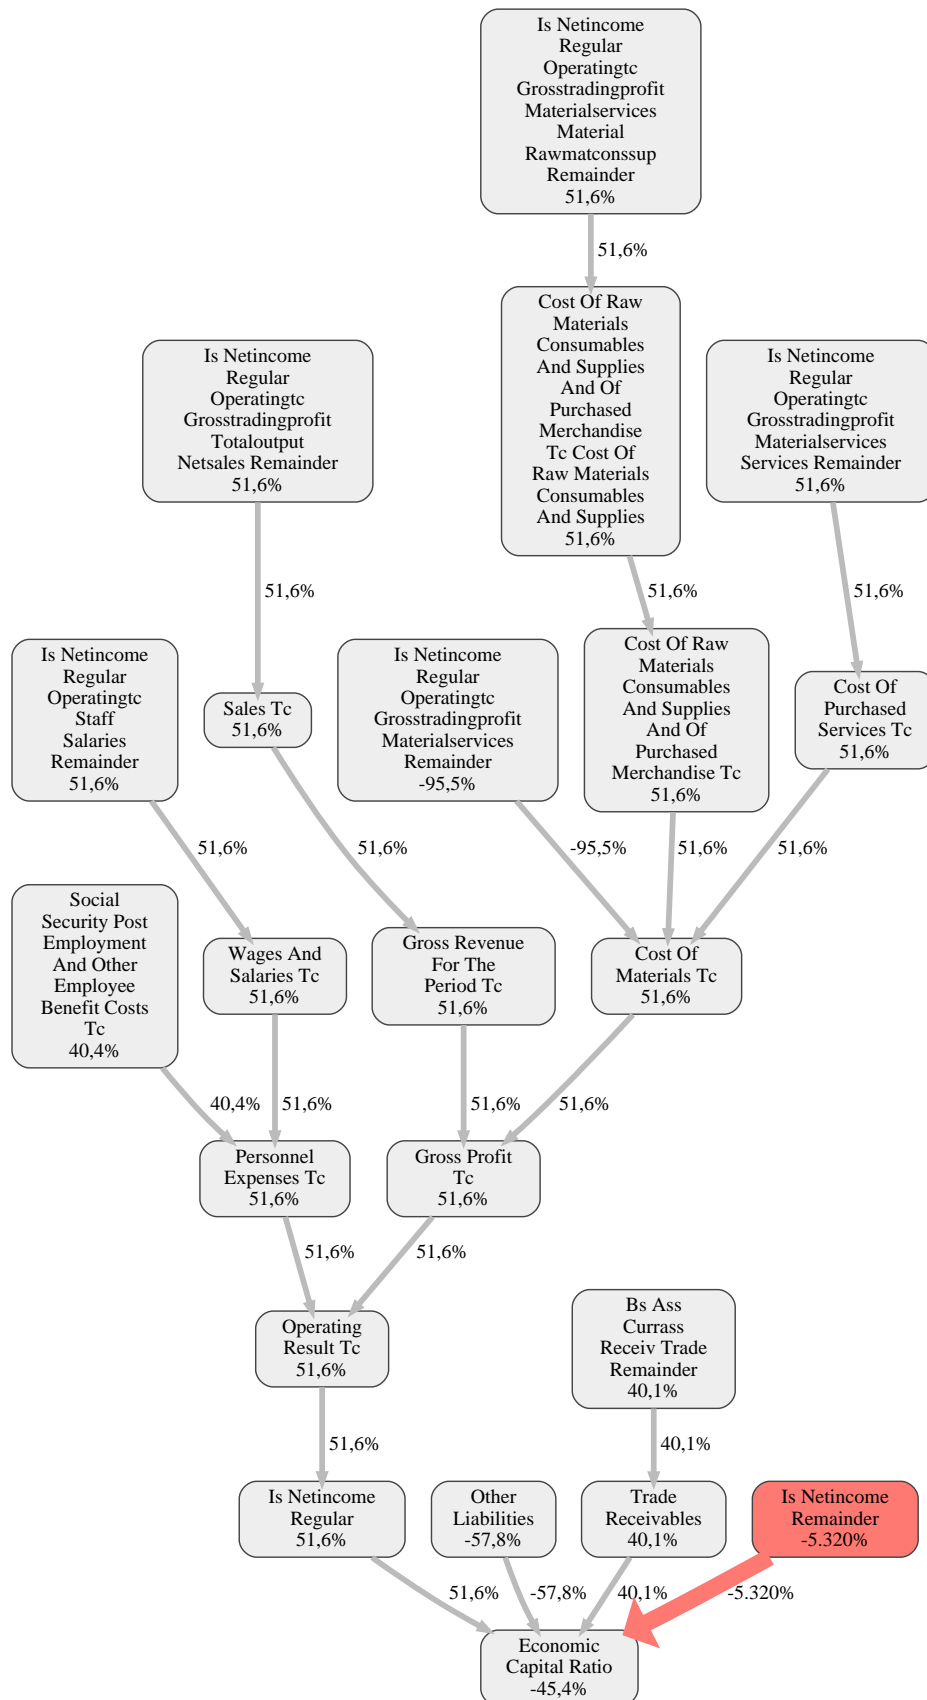 Is Netincome
Regular
Operatingtc
Grosstradingprofit
Materialservices
Material
Rawmatconssup
Remainder
51,6%
51,6%
Cost Of Raw
Materials
Consumables
And Supplies
And Of
Purchased
Merchandise
Tc Cost Of
Raw Materials
Consumables
And Supplies
51,6%
Is Netincome
Regular
Operatingtc
Grosstradingprofit
Totaloutput
Netsales Remainder
51,6%
Is Netincome
Regular
Operatingtc
Grosstradingprofit
Materialservices
Services Remainder
51,6%
51,6%
51,6%
51,6%
Is Netincome
Regular
Operatingtc
Staff
Salaries
Remainder
51,6%
Sales Tc
51,6%
Is Netincome
Regular
Operatingtc
Grosstradingprofit
Materialservices
Remainder
-95,5%
Cost Of Raw
Materials
Consumables
And Supplies
And Of
Purchased
Merchandise Tc
51,6%
Cost Of
Purchased
Services Tc
51,6%
51,6%
51,6%
-95,5%
51,6%
51,6%
Social
Security Post
Employment
And Other
Employee
Benefit Costs
Tc
40,4%
Wages And
Salaries Tc
51,6%
Gross Revenue
For The
Period Tc
51,6%
Cost Of
Materials Tc
51,6%
40,4%
51,6%
51,6%
51,6%
Personnel
Expenses Tc
51,6%
Gross Profit
Tc
51,6%
51,6%
51,6%
Operating
Result Tc
51,6%
Bs Ass
Currass
Receiv Trade
Remainder
40,1%
51,6%
40,1%
Is Netincome
Regular
51,6%
Other
Liabilities
-57,8%
Trade
Receivables
40,1%
Is Netincome
Remainder
-5.320%
51,6%
-57,8%
40,1%
-5.320%
Economic
Capital Ratio
-45,4%